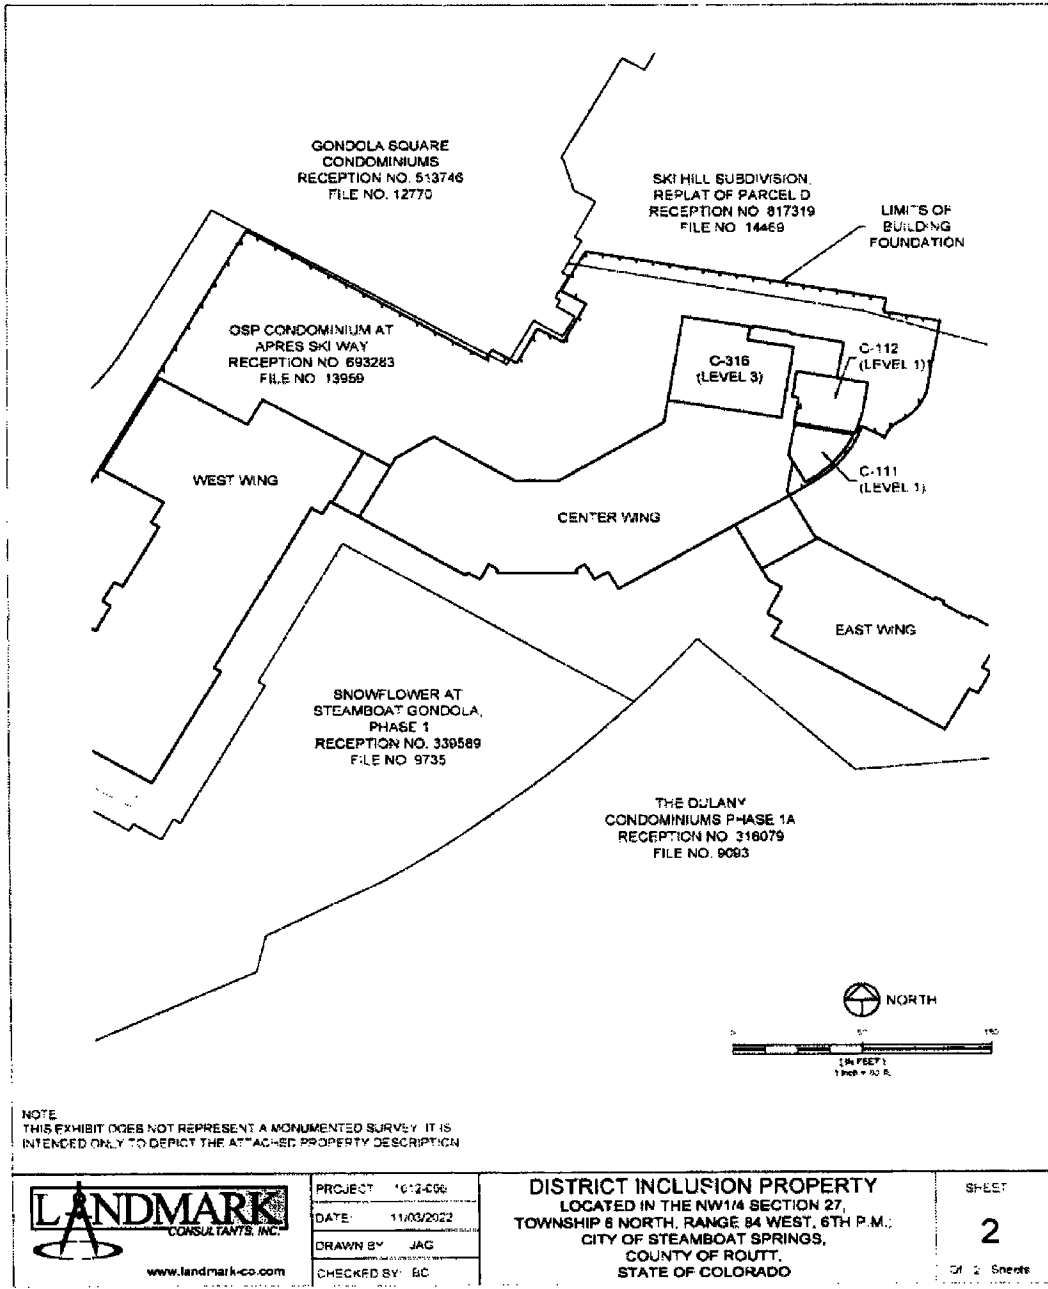 GONDOLA SQUARE
CONDOMINIUMS
RECEPTION NO. 513746
FILE NO. 12770
SKI HILL SUBDIVISION,
REPLAT OF PARCEL D
RECEPTION NO 817319
FILE NO 14469
LIMITS OF
BUILDING
FOUNDATION
OSP CONDOMINIUM AT
APRES SKI WAY
RECEPTION NO 693283
FILE NO. 13959
C-316
(LEVEL 3)
C-112
(LEVEL 1)
C-111
(LEVEL 1)
WEST WING
CENTER WING
EAST WING
SNOWFLOWER AT
STEAMBOAT GONDOLA,
PHASE 1
RECEPTION NO. 339589
FILE NO 9735
THE DULANY
CONDOMINIUMS PHASE 1A
RECEPTION NO 316079
FILE NO. 9093
NORTH
0
( IN FEET )
1 inch =
NOTE
THIS EXHIBIT DOES NOT REPRESENT A MONUMENTED SURVEY. IT IS
INTENDED ONLY TO DEPICT THE ATTACHED PROPERTY DESCRIPTION
LANDMARK
CONSULTANTS, INC.
www.landmark-co.com
PROJECT
DATE: 11/03/2022
DRAWN BY JAG
CHECKED BY: BC
DISTRICT INCLUSION PROPERTY
LOCATED IN THE NW1/4 SECTION 27,
TOWNSHIP 6 NORTH, RANGE 84 WEST, 6TH P.M.;
CITY OF STEAMBOAT SPRINGS,
COUNTY OF ROUTT,
STATE OF COLORADO
SHEET
2
Of 2 Sheets